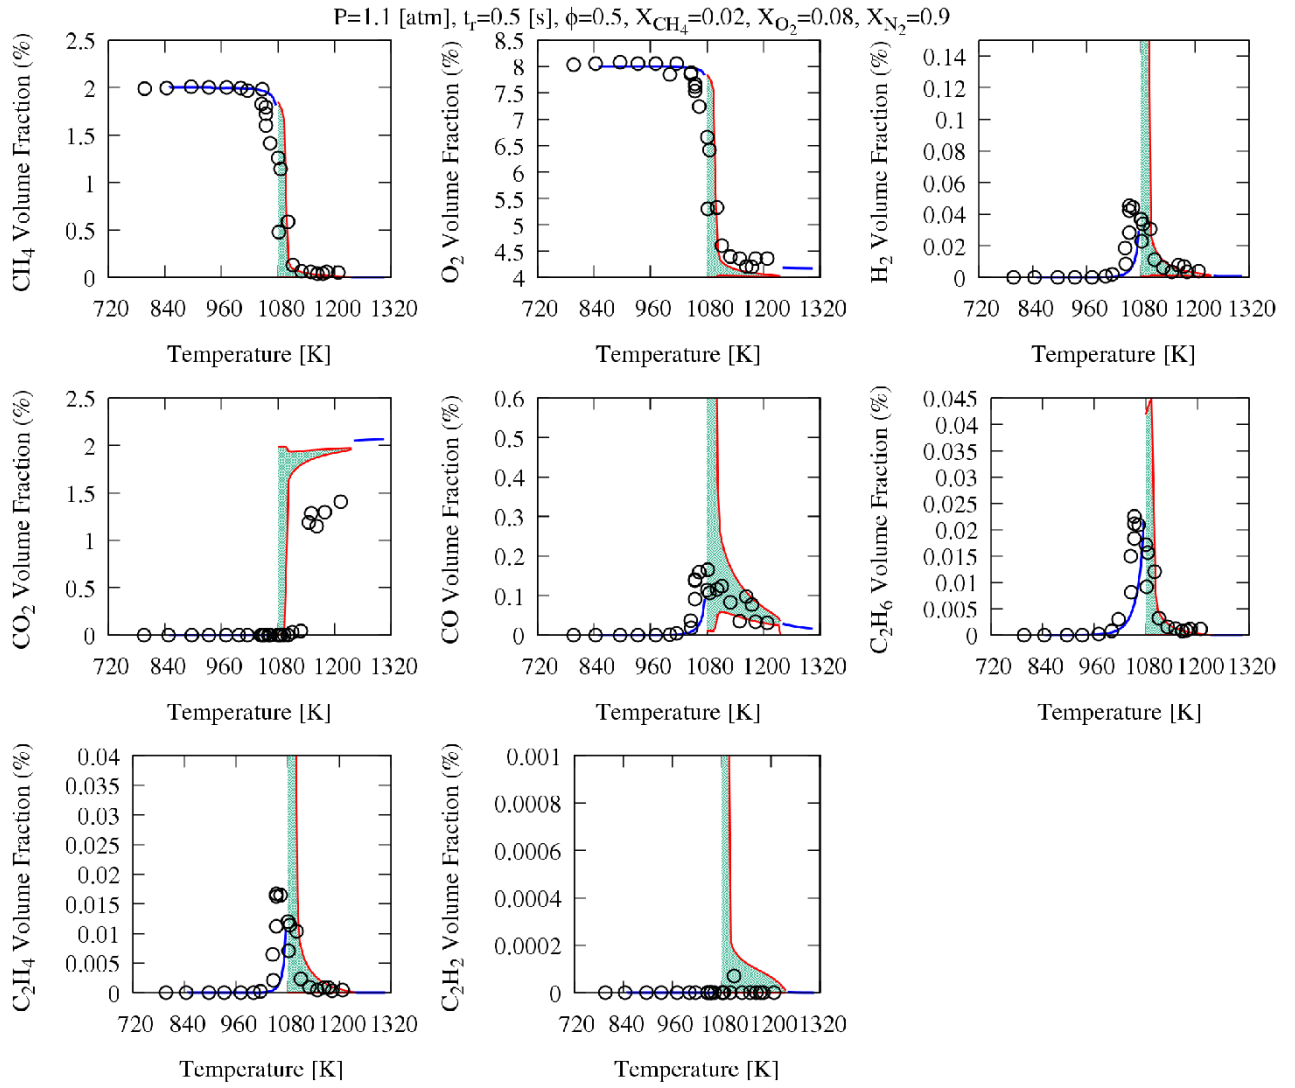 P=1.1 [atm], t_r=0.5 [s], ϕ=0.5, X_CH4=0.02, X_O2=0.08, X_N2=0.9
CH4 Volume Fraction (%)
2.5
2
1.5
1
0.5
0
720 840 960 1080 1200 1320
Temperature [K]
O2 Volume Fraction (%)
8.5
8
7.5
7
6.5
6
5.5
5
4.5
4
720 840 960 1080 1200 1320
Temperature [K]
H2 Volume Fraction (%)
0.14
0.12
0.1
0.08
0.06
0.04
0.02
0
720 840 960 1080 1200 1320
Temperature [K]
CO2 Volume Fraction (%)
2.5
2
1.5
1
0.5
0
720 840 960 1080 1200 1320
Temperature [K]
CO Volume Fraction (%)
0.6
0.5
0.4
0.3
0.2
0.1
0
720 840 960 1080 1200 1320
Temperature [K]
C2H6 Volume Fraction (%)
0.045
0.04
0.035
0.03
0.025
0.02
0.015
0.01
0.005
0
720 840 960 1080 1200 1320
Temperature [K]
C2H4 Volume Fraction (%)
0.04
0.035
0.03
0.025
0.02
0.015
0.01
0.005
0
720 840 960 1080 1200 1320
Temperature [K]
C2H2 Volume Fraction (%)
0.001
0.0008
0.0006
0.0004
0.0002
0
720 840 960 1080 1200 1320
Temperature [K]